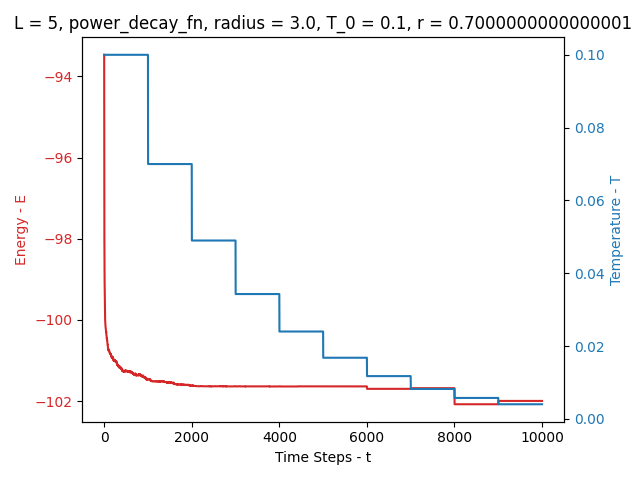 L = 5, power_decay_fn, radius = 3.0, T_0 = 0.1, r = 0.7000000000000001
−94
−96
−98
−100
−102
Energy - E
0.10
0.08
0.06
0.04
0.02
0.00
Temperature - T
0 2000 4000 6000 8000 10000
Time Steps - t